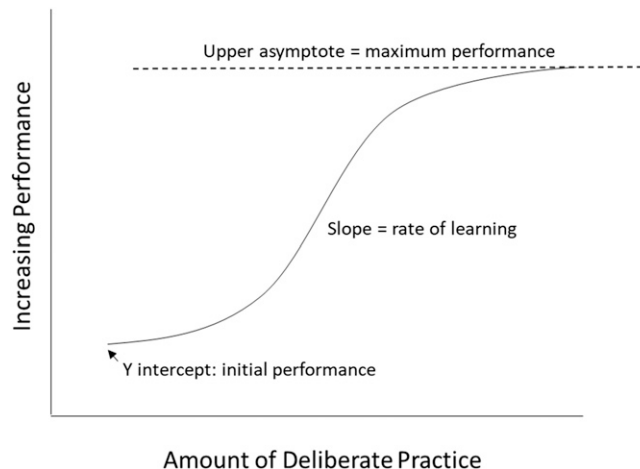 Upper asymptote = maximum performance
Increasing Performance
Slope = rate of learning
Y intercept: initial performance
Amount of Deliberate Practice